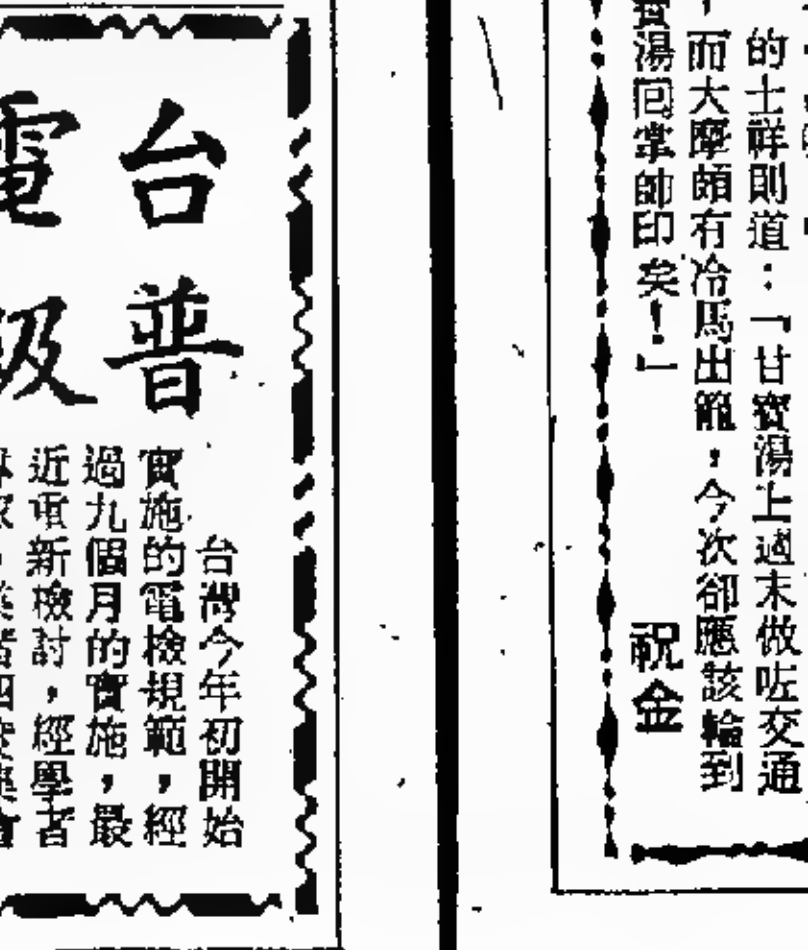 的士祥則道：「甘寶湯上週末做咗交通
，而大摩頗有冷馬出籠，今次卻應該輪到
寶湯回掌帥印矣！」
祝金
台普
電級
台灣今年初開始
實施的電檢規範，經
過九個月的實施，最
近重新檢討，經學者